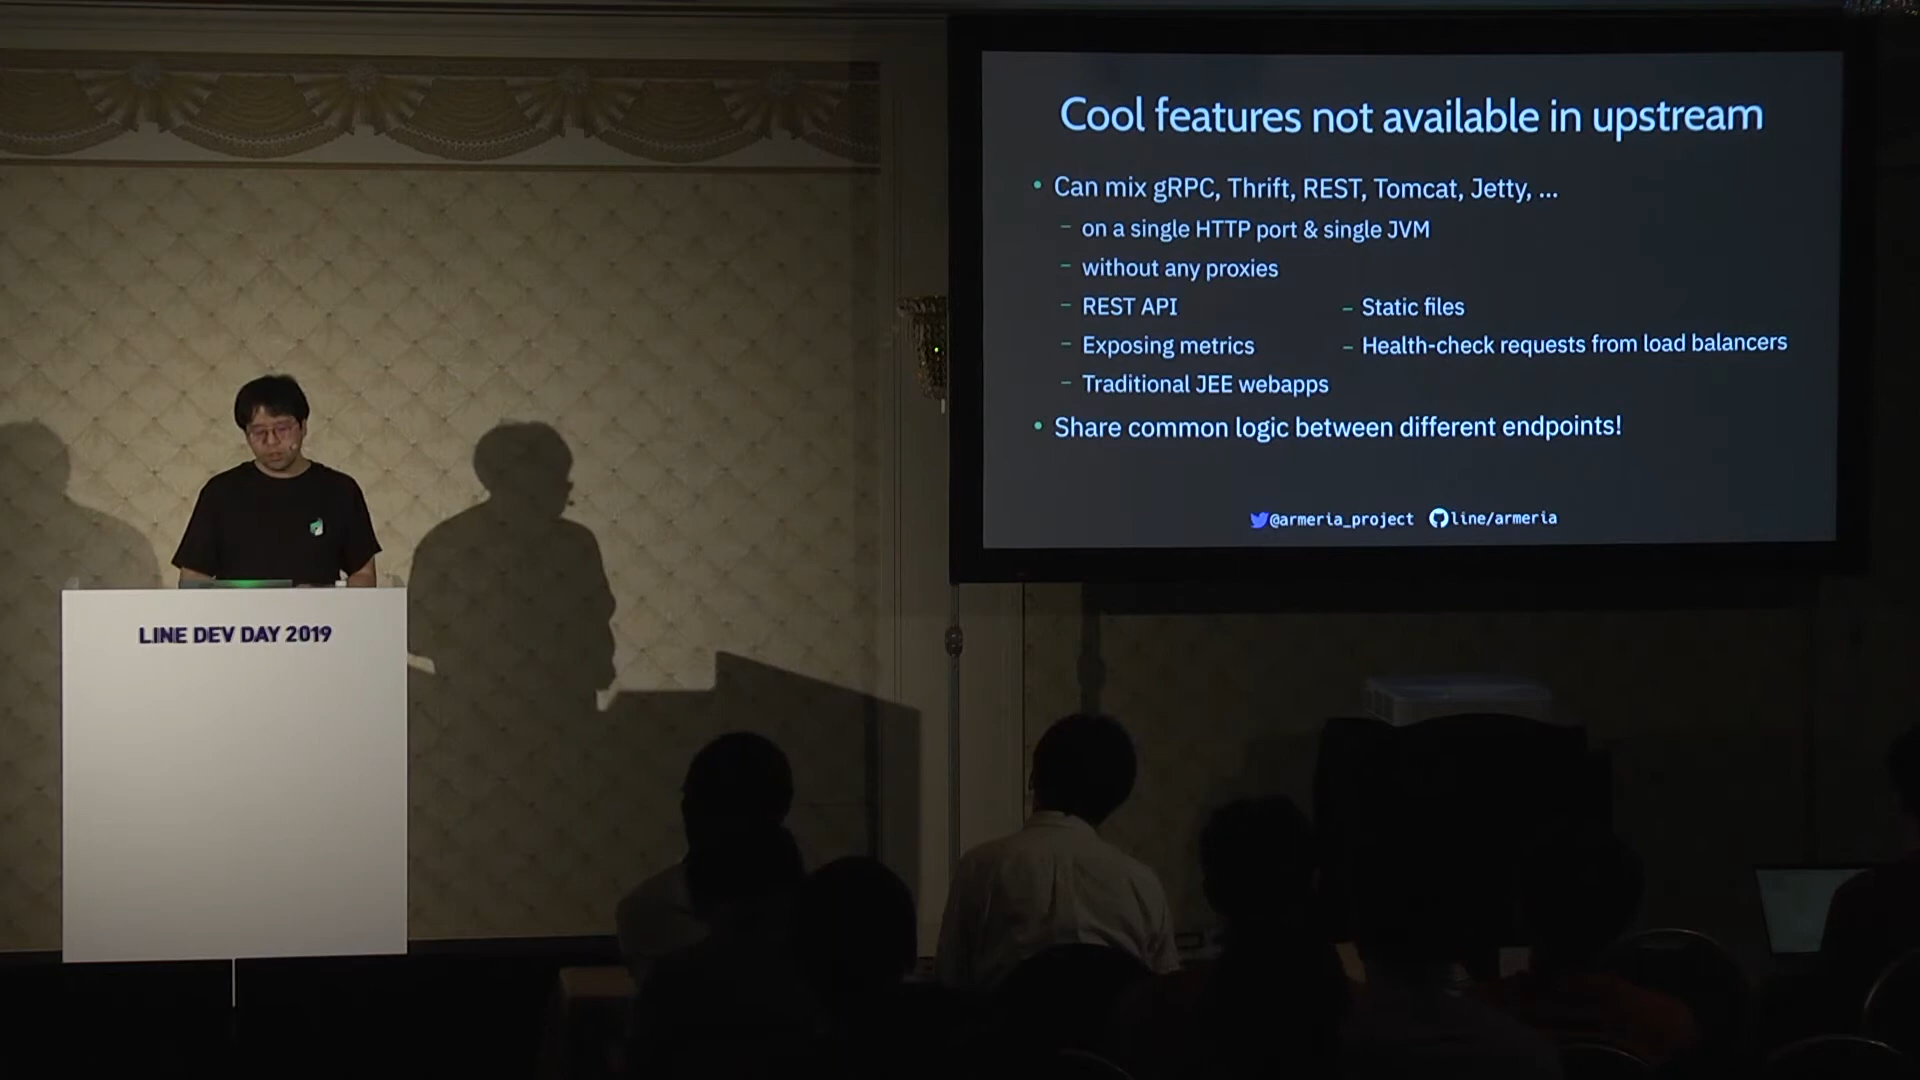 Cool features not available in upstream
• Can mix gRPC, Thrift, REST, Tomcat, Jetty, ...
– on a single HTTP port & single JVM
– without any proxies
– REST API
– Exposing metrics
– Traditional JEE webapps
– Static files
– Health-check requests from load balancers
• Share common logic between different endpoints!
@armeria_project line/armeria
LINE DEV DAY 2019